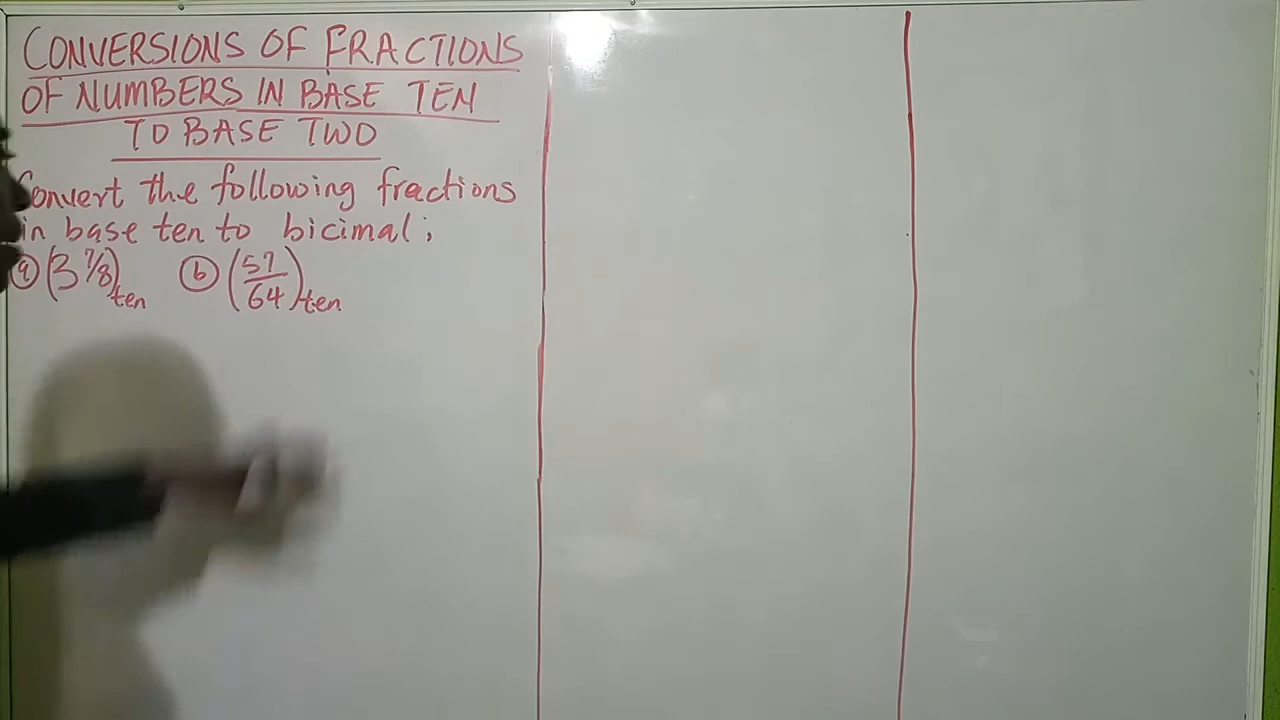 CONVERSIONS OF FRACTIONS
OF NUMBERS IN BASE TEN
TO BASE TWO
Convert the following fractions
in base ten to bicimal;
(a) (3 7/8)ten (b) (57/64)ten